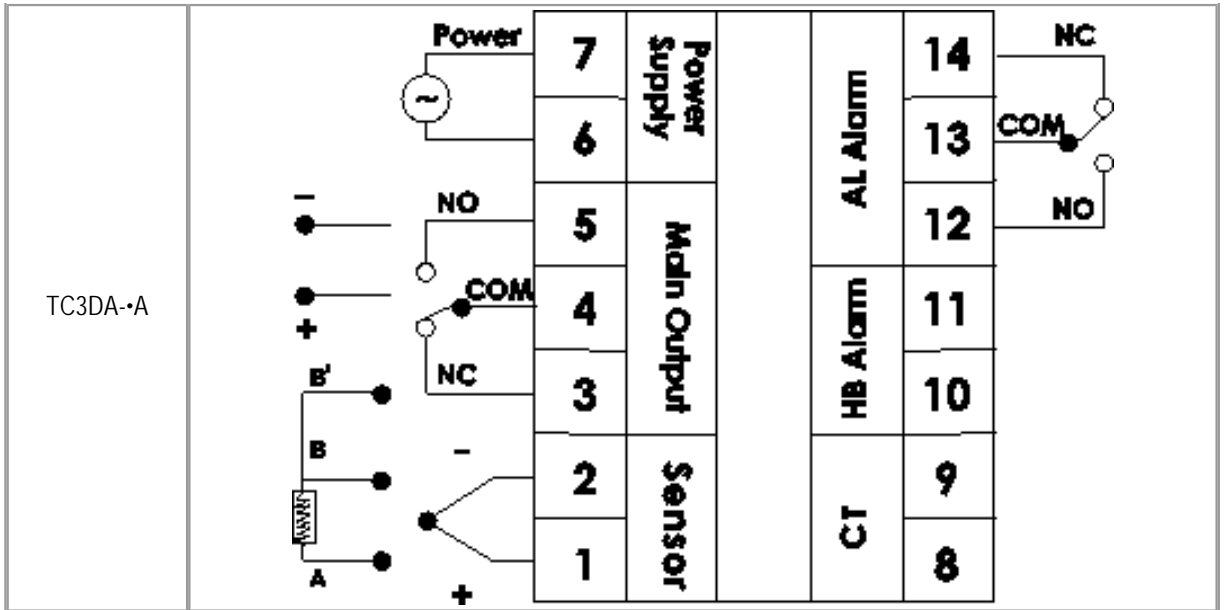 TC3DA-•A
Power
~
7
6
Power Supply
−
NO
5
COM
4
+
NC
3
Main Output
B'
B
A
−
2
+
1
Sensor
14
NC
13
COM
12
NO
AL Alarm
11
10
HB Alarm
9
8
CT